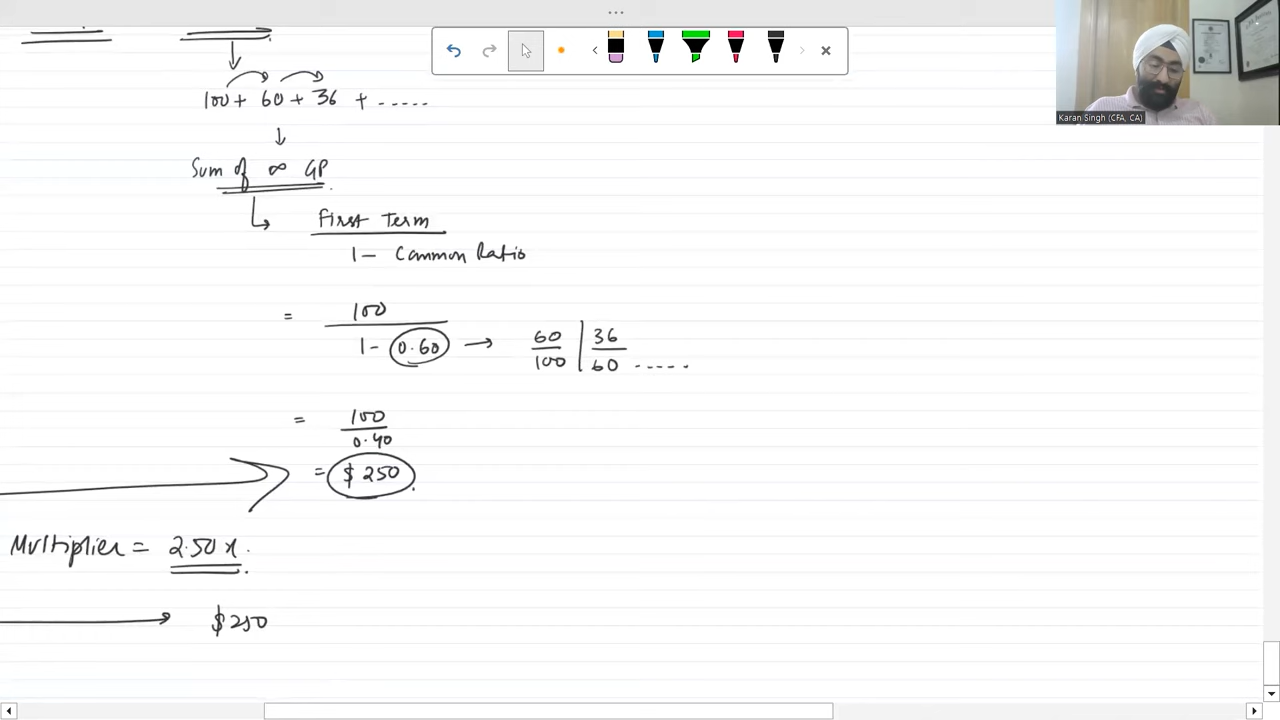 100 + 60 + 36 + .....
Sum of ∞ GP
First Term
1 - Common Ratio
= 100
1 - 0.60 → 60 | 36
100 | 60 .....
= 100
0.40
= $ 250
Multiplier = 2.50 x.
$250
Karan Singh (CFA, CA)